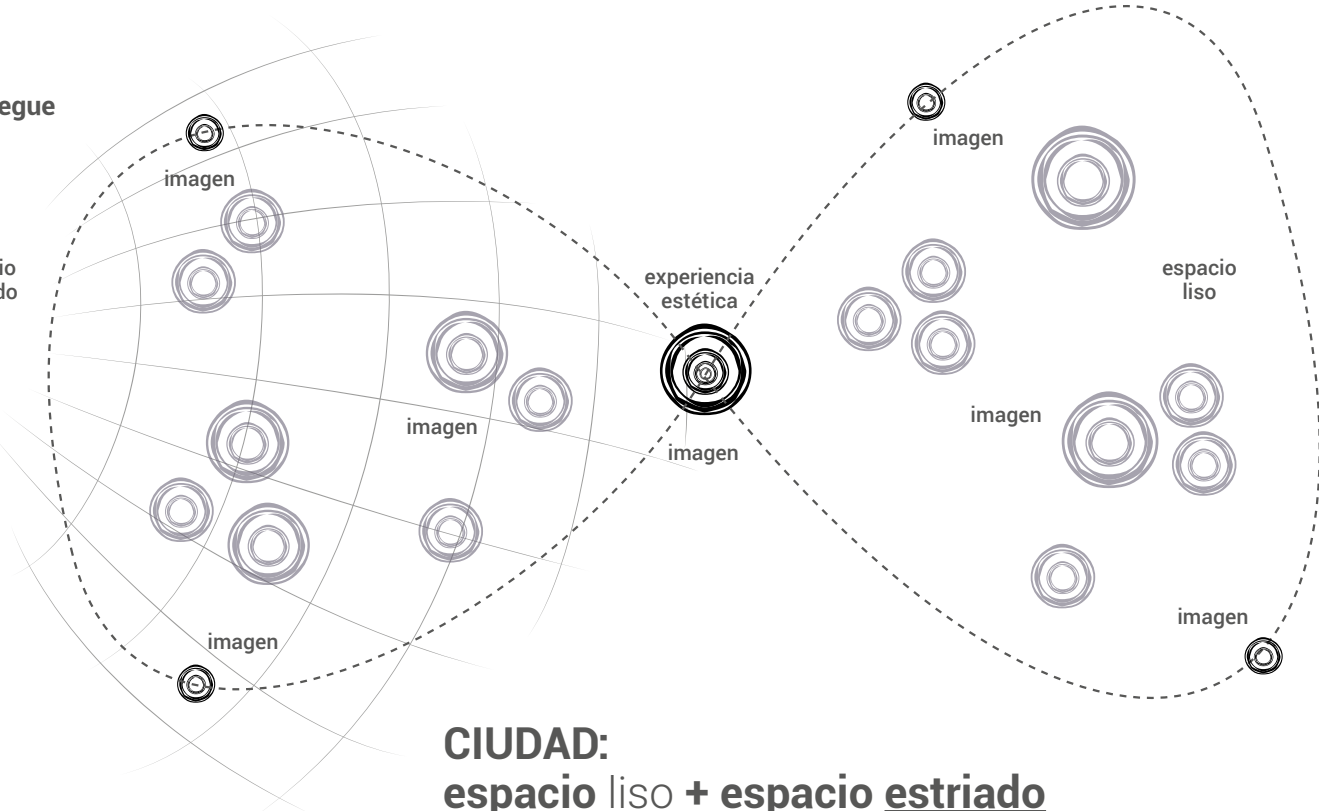 egue
imagen
imagen
io
do
experiencia
estética
espacio
liso
imagen
imagen
imagen
imagen
imagen
CIUDAD:
espacio liso + espacio estriado